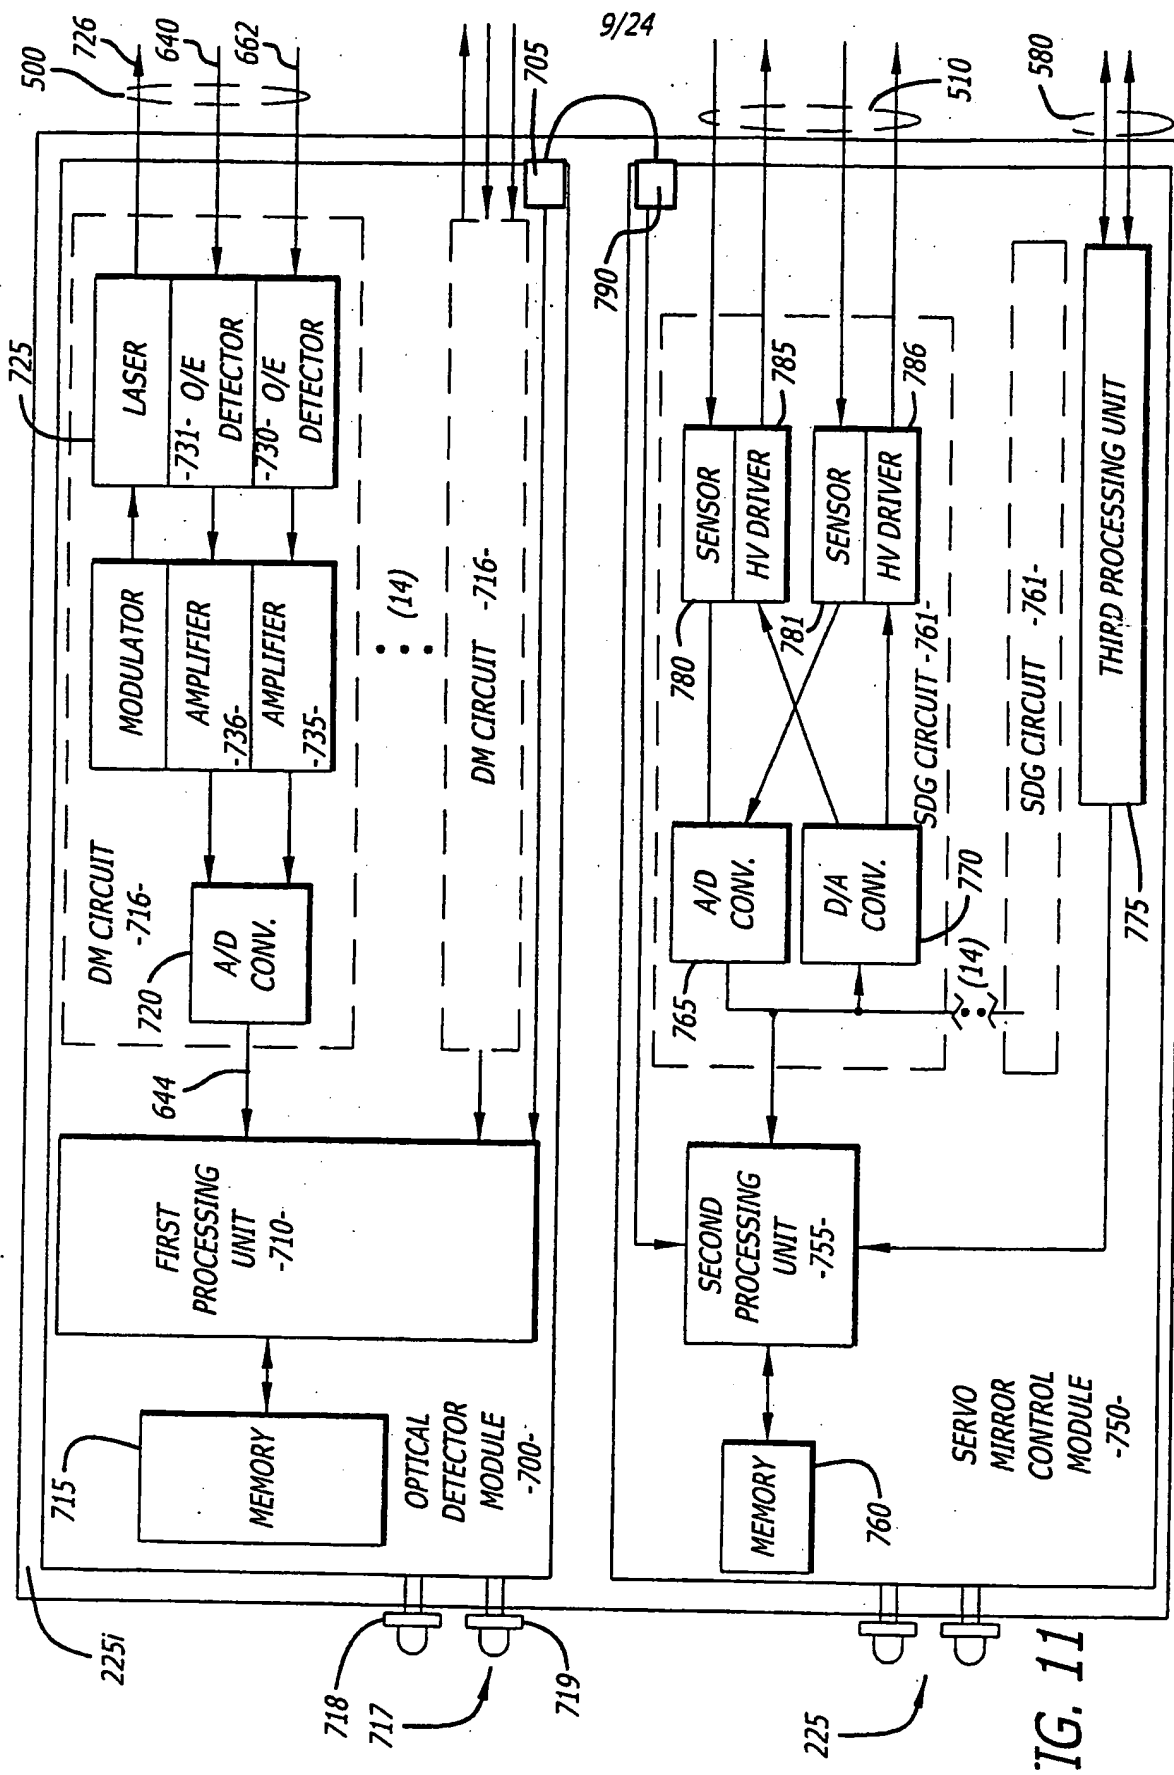 9/24
500
726
640
662
705
725
LASER
-731- O/E
DETECTOR
-730- O/E
DETECTOR
MODULATOR
AMPLIFIER
-736-
AMPLIFIER
-735-
DM CIRCUIT
-716-
720
A/D
CONV.
644
(14)
DM CIRCUIT -716-
FIRST
PROCESSING
UNIT
-710-
715
MEMORY
OPTICAL
DETECTOR
MODULE
-700-
225i
718
717
719
510
580
790
785
786
SENSOR
HV DRIVER
SENSOR
HV DRIVER
780
781
A/D
CONV.
D/A
CONV.
765
770
SDG CIRCUIT -761-
(14)
SDG CIRCUIT -761-
THIRD PROCESSING UNIT
775
SECOND
PROCESSING
UNIT
-755-
MEMORY
760
SERVO
MIRROR
CONTROL
MODULE
-750-
225
FIG. 11